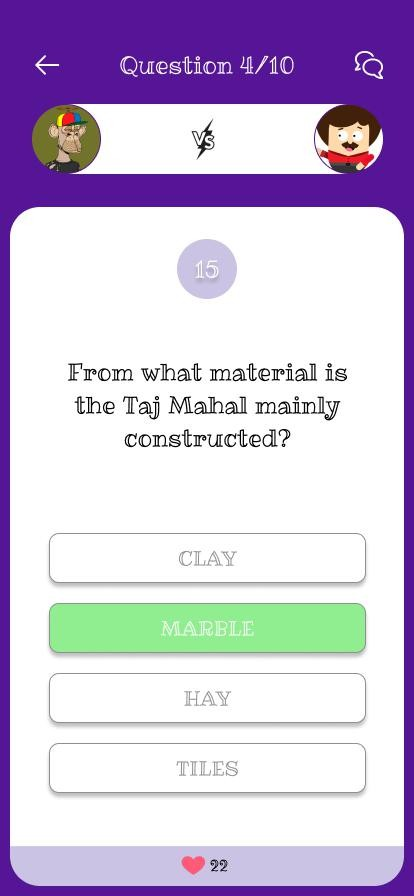 Question 4/10
VS
15
From what material is
the Taj Mahal mainly
constructed?
CLAY
MARBLE
HAY
TILES
22